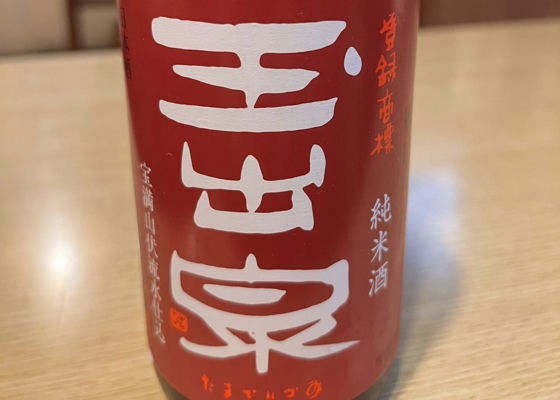 登録商標
純米酒
玉出泉
宝満山伏流水仕込
たまでいづみ